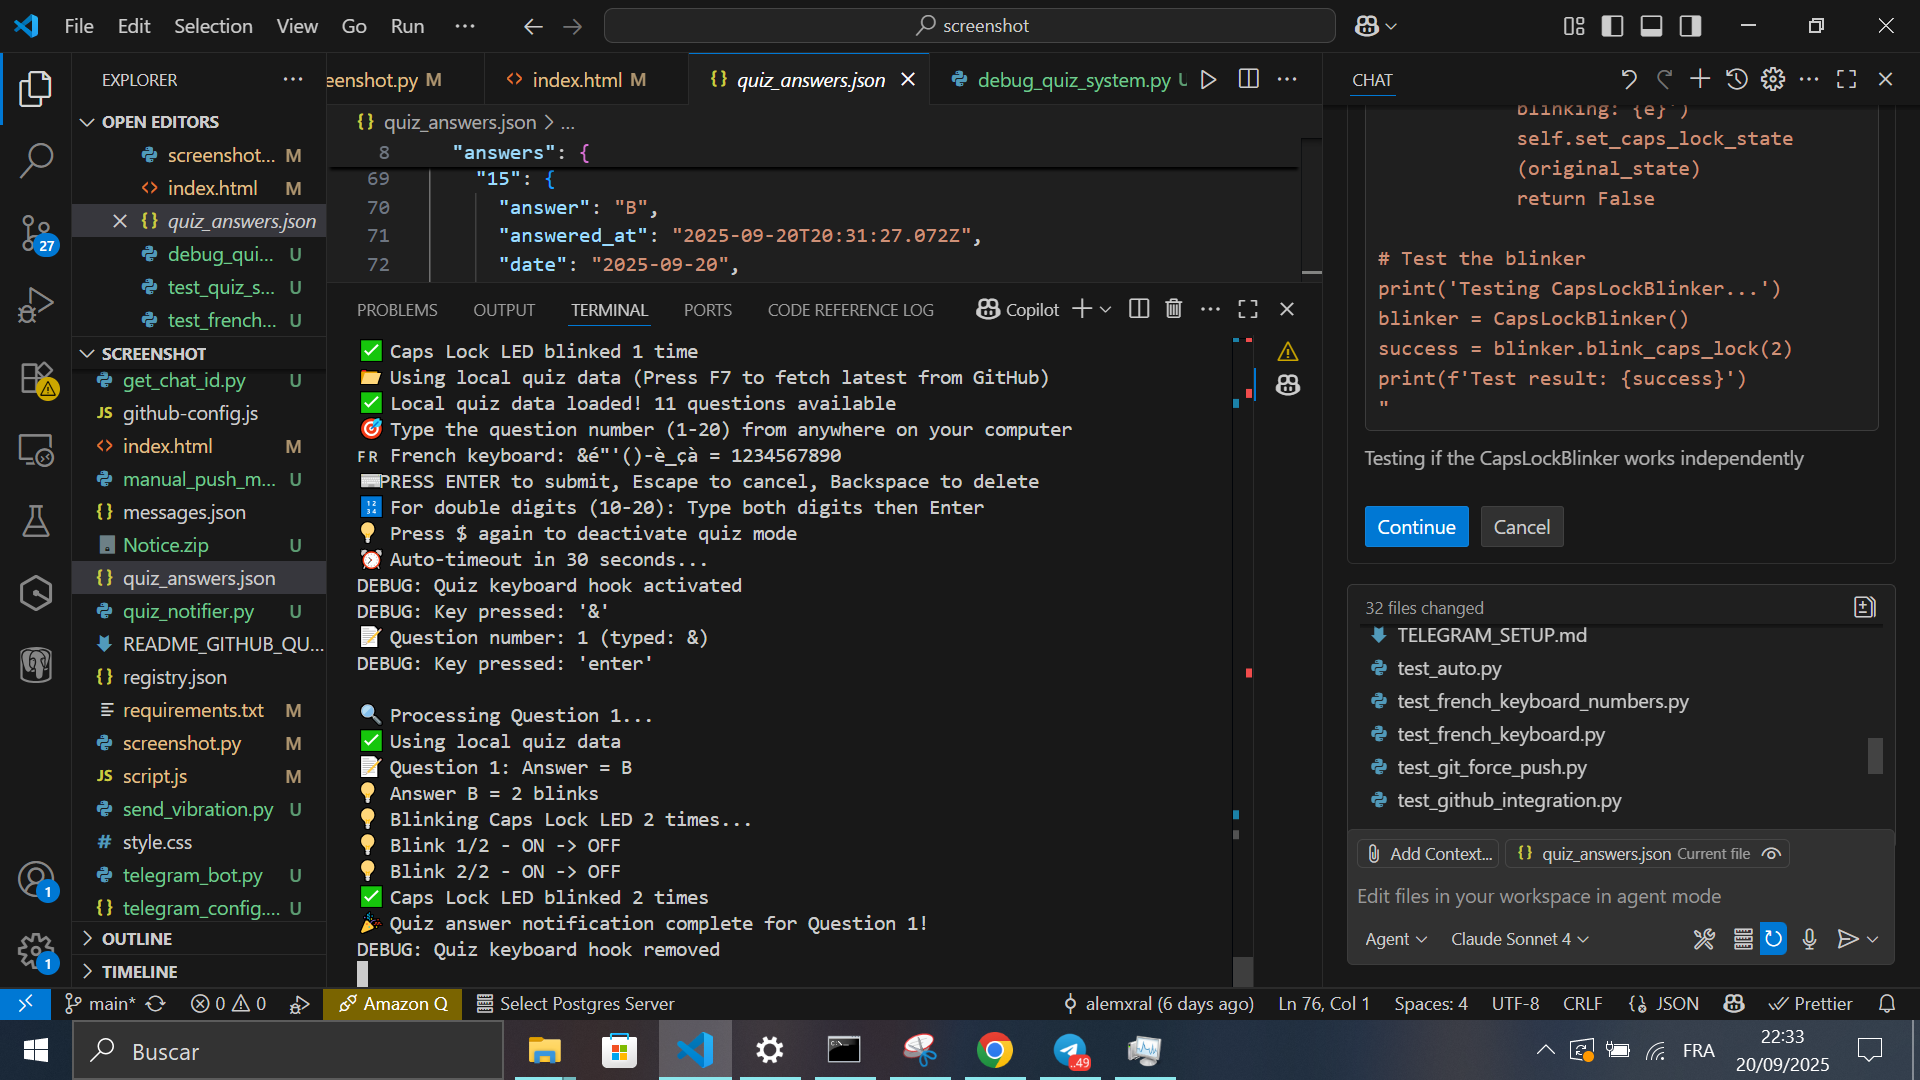 File Edit Selection View Go Run ··· screenshot
EXPLORER
OPEN EDITORS
screenshot... M
index.html M
quiz_answers.json
debug_qui... U
test_quiz_s... U
test_french... U
SCREENSHOT
get_chat_id.py U
github-config.js
index.html M
manual_push_m... U
messages.json
Notice.zip U
quiz_answers.json
quiz_notifier.py U
README_GITHUB_QU...
registry.json
requirements.txt M
screenshot.py M
script.js M
send_vibration.py U
style.css
telegram_bot.py U
telegram_config.... U
OUTLINE
TIMELINE
27
1
1
eenshot.py M index.html M quiz_answers.json debug_quiz_system.py U
quiz_answers.json > ...
8 "answers": {
69 "15": {
70 "answer": "B",
71 "answered_at": "2025-09-20T20:31:27.072Z",
72 "date": "2025-09-20",
PROBLEMS OUTPUT TERMINAL PORTS CODE REFERENCE LOG Copilot
✅ Caps Lock LED blinked 1 time
📂 Using local quiz data (Press F7 to fetch latest from GitHub)
✅ Local quiz data loaded! 11 questions available
🎯 Type the question number (1-20) from anywhere on your computer
FR French keyboard: &é"'()-è_çà = 1234567890
⌨PRESS ENTER to submit, Escape to cancel, Backspace to delete
🔢 For double digits (10-20): Type both digits then Enter
💡 Press $ again to deactivate quiz mode
⏰ Auto-timeout in 30 seconds...
DEBUG: Quiz keyboard hook activated
DEBUG: Key pressed: '&'
📝 Question number: 1 (typed: &)
DEBUG: Key pressed: 'enter'
🔍 Processing Question 1...
✅ Using local quiz data
📝 Question 1: Answer = B
💡 Answer B = 2 blinks
💡 Blinking Caps Lock LED 2 times...
💡 Blink 1/2 - ON -> OFF
💡 Blink 2/2 - ON -> OFF
✅ Caps Lock LED blinked 2 times
🎉 Quiz answer notification complete for Question 1!
DEBUG: Quiz keyboard hook removed
CHAT
blinking: {e}')
self.set_caps_lock_state
(original_state)
return False
# Test the blinker
print('Testing CapsLockBlinker...')
blinker = CapsLockBlinker()
success = blinker.blink_caps_lock(2)
print(f'Test result: {success}')
"
Testing if the CapsLockBlinker works independently
Continue Cancel
32 files changed
TELEGRAM_SETUP.md
test_auto.py
test_french_keyboard_numbers.py
test_french_keyboard.py
test_git_force_push.py
test_github_integration.py
Add Context... {} quiz_answers.json Current file
Edit files in your workspace in agent mode
Agent Claude Sonnet 4
main* 0 0 Amazon Q Select Postgres Server alemxral (6 days ago) Ln 76, Col 1 Spaces: 4 UTF-8 CRLF JSON Prettier
Buscar ..49 FRA 22:33
20/09/2025